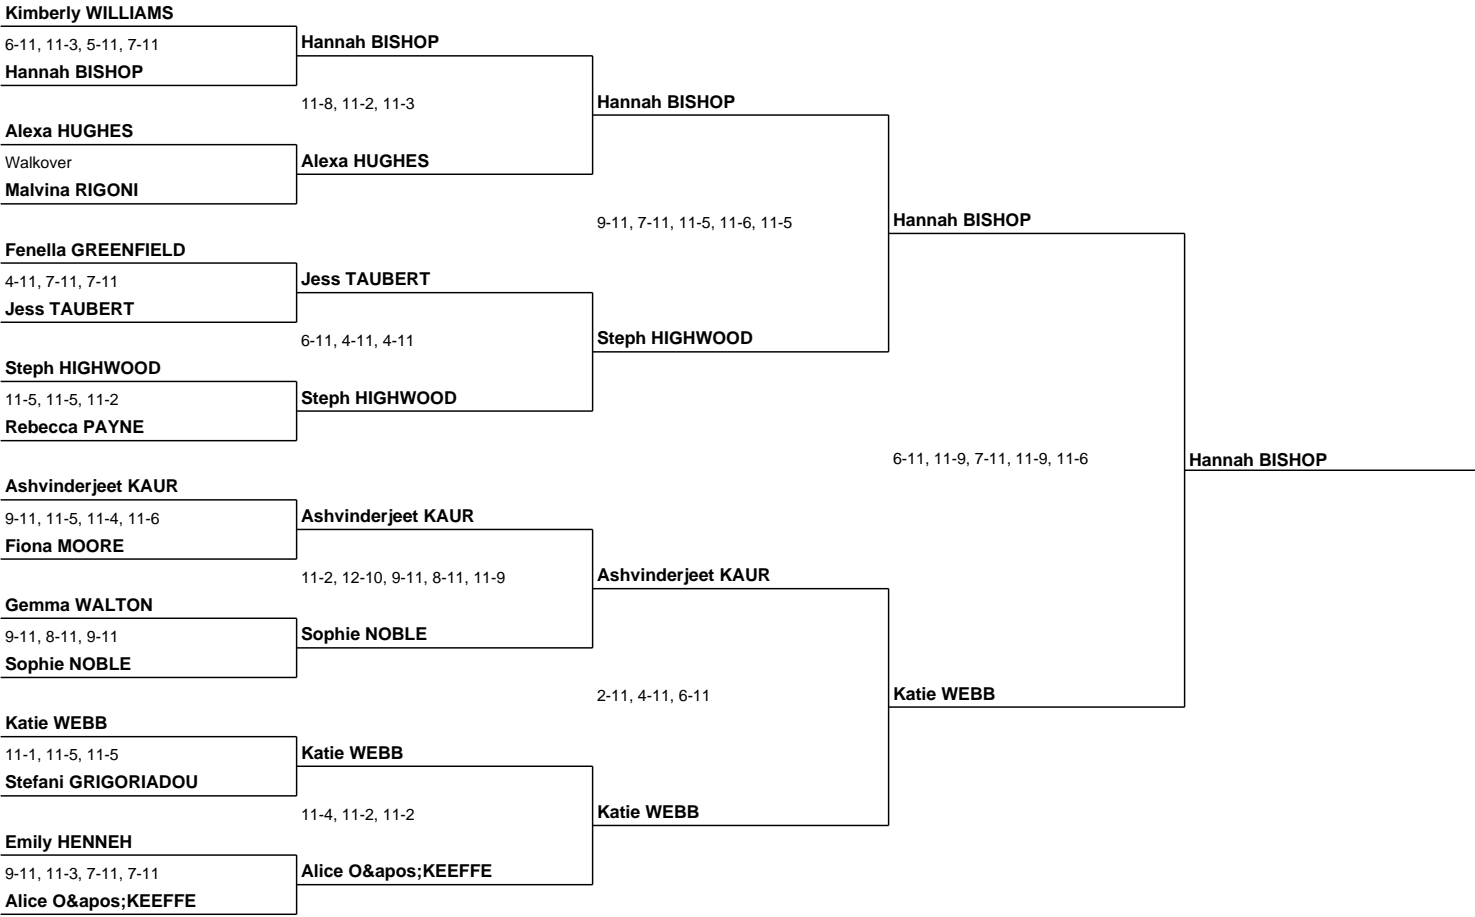 Kimberly WILLIAMS
6-11, 11-3, 5-11, 7-11
Hannah BISHOP
Alexa HUGHES
Walkover
Malvina RIGONI
Fenella GREENFIELD
4-11, 7-11, 7-11
Jess TAUBERT
Steph HIGHWOOD
11-5, 11-5, 11-2
Rebecca PAYNE
Ashvinderjeet KAUR
9-11, 11-5, 11-4, 11-6
Fiona MOORE
Gemma WALTON
9-11, 8-11, 9-11
Sophie NOBLE
Katie WEBB
11-1, 11-5, 11-5
Stefani GRIGORIADOU
Emily HENNEH
9-11, 11-3, 7-11, 7-11
Alice O&apos;KEEFFE
Hannah BISHOP
11-8, 11-2, 11-3
Alexa HUGHES
Jess TAUBERT
6-11, 4-11, 4-11
Steph HIGHWOOD
Ashvinderjeet KAUR
11-2, 12-10, 9-11, 8-11, 11-9
Sophie NOBLE
Katie WEBB
11-4, 11-2, 11-2
Alice O&apos;KEEFFE
Hannah BISHOP
9-11, 7-11, 11-5, 11-6, 11-5
Steph HIGHWOOD
Ashvinderjeet KAUR
2-11, 4-11, 6-11
Katie WEBB
Hannah BISHOP
6-11, 11-9, 7-11, 11-9, 11-6
Katie WEBB
Hannah BISHOP